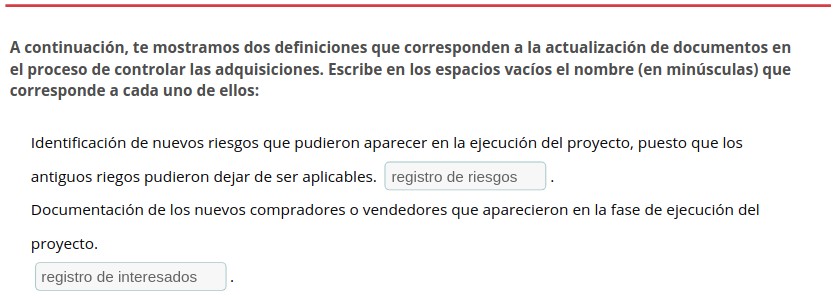 A continuación, te mostramos dos definiciones que corresponden a la actualización de documentos en
el proceso de controlar las adquisiciones. Escribe en los espacios vacíos el nombre (en minúsculas) que
corresponde a cada uno de ellos:
Identificación de nuevos riesgos que pudieron aparecer en la ejecución del proyecto, puesto que los
antiguos riegos pudieron dejar de ser aplicables. registro de riesgos .
Documentación de los nuevos compradores o vendedores que aparecieron en la fase de ejecución del
proyecto.
registro de interesados .